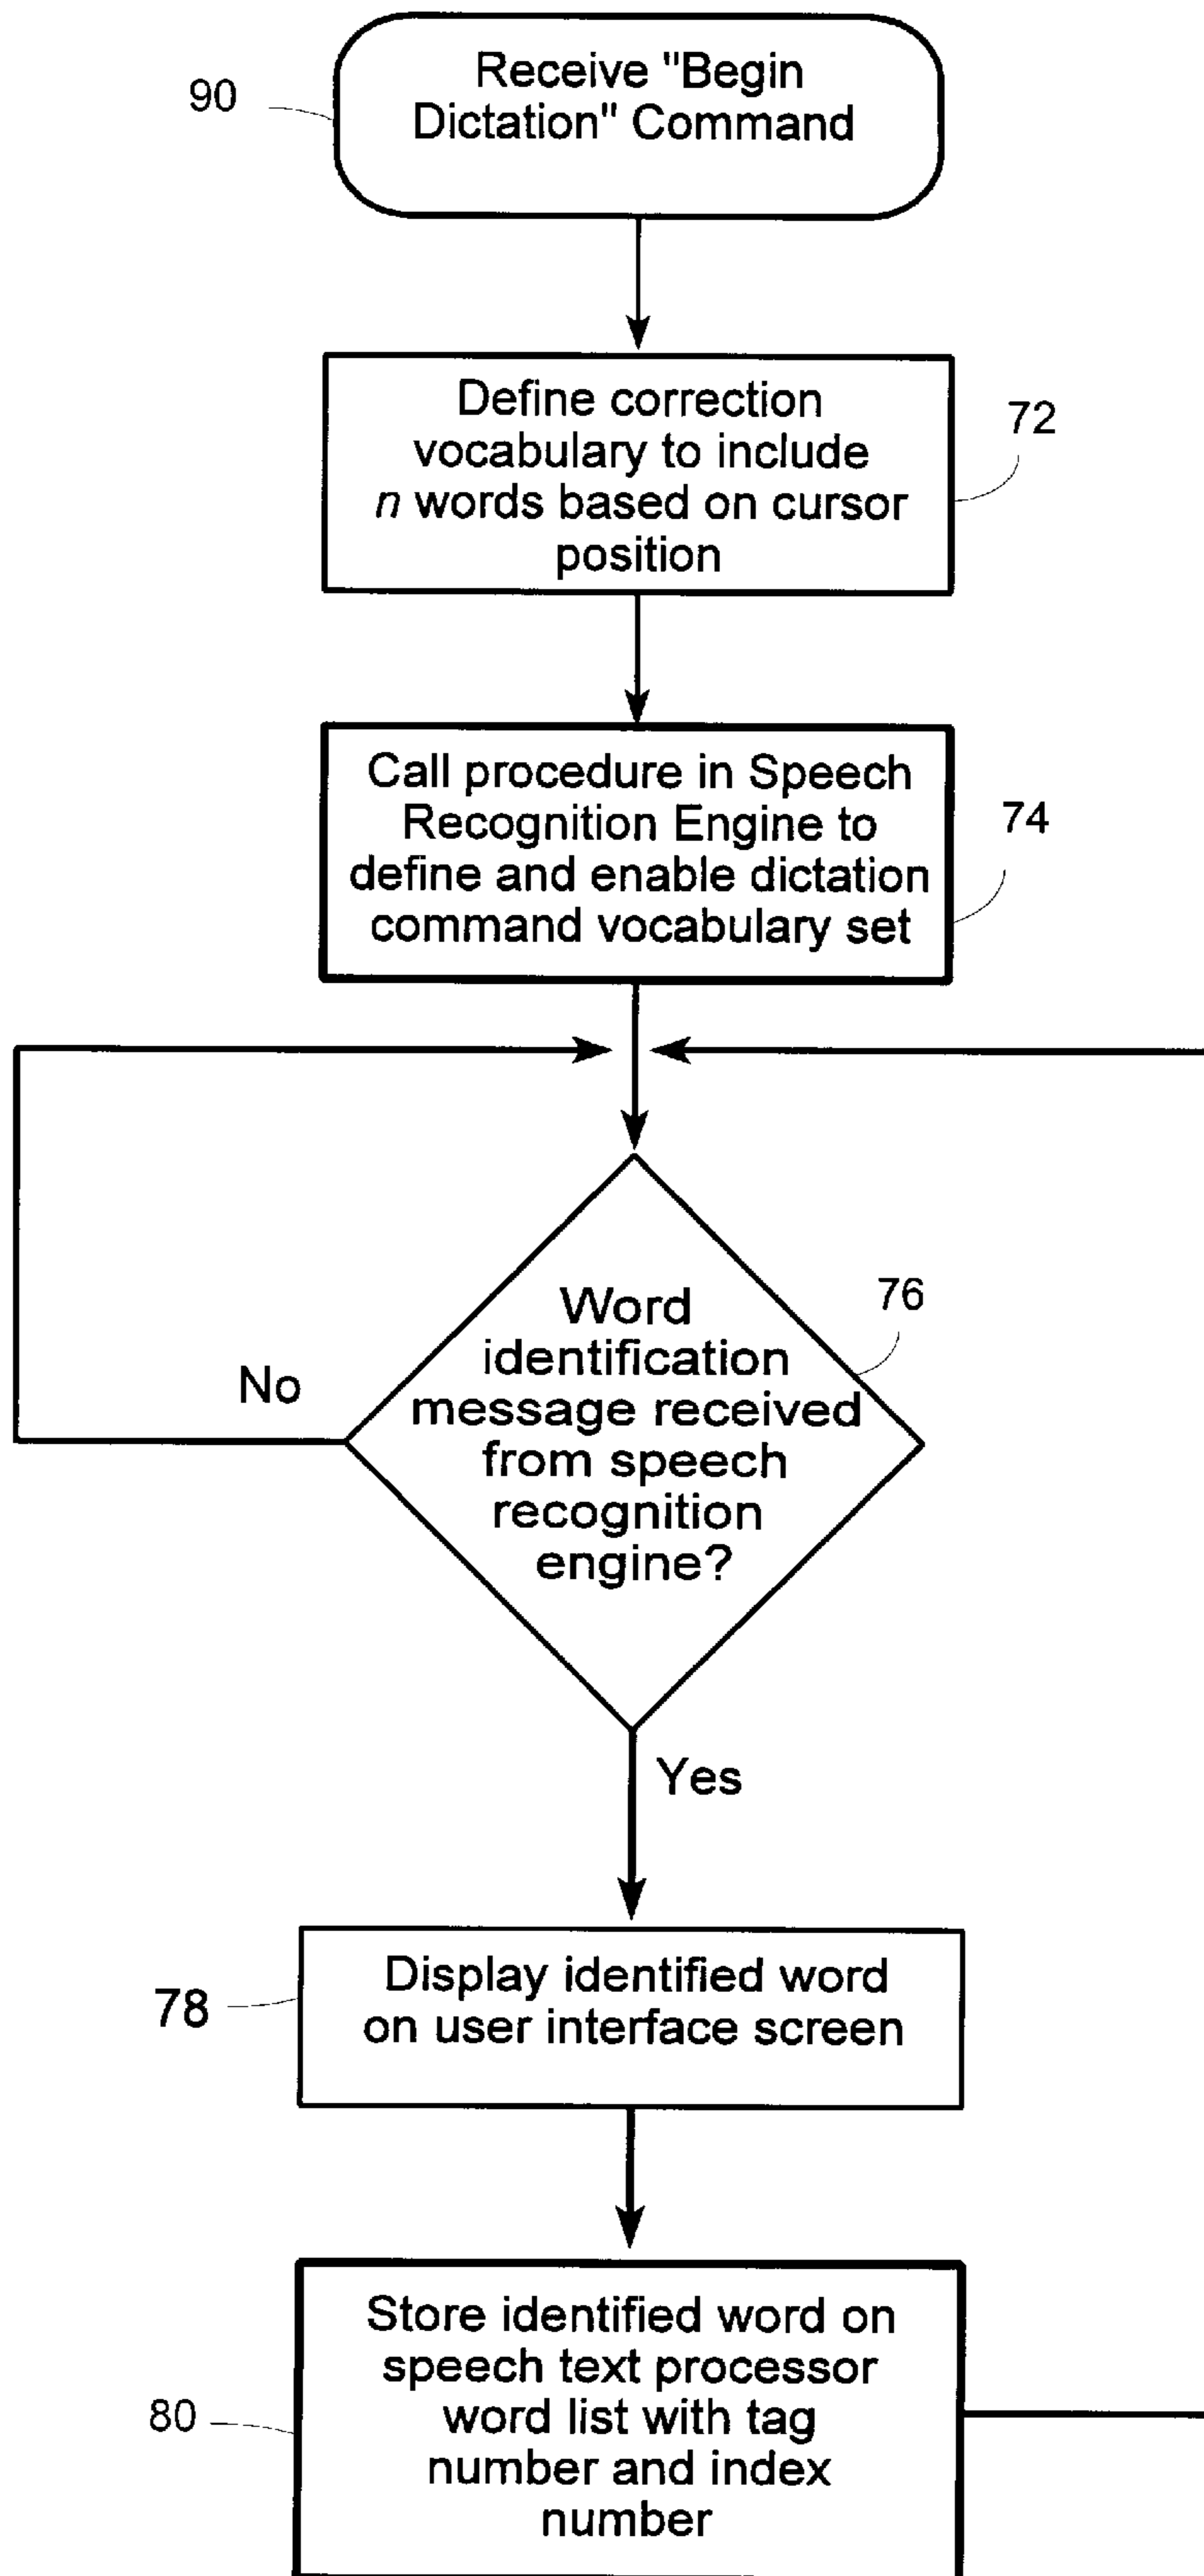 90
Receive "Begin
Dictation" Command
72
Define correction
vocabulary to include
n words based on cursor
position
74
Call procedure in Speech
Recognition Engine to
define and enable dictation
command vocabulary set
76
Word
identification
message received
from speech
recognition
engine?
No
Yes
78
Display identified word
on user interface screen
80
Store identified word on
speech text processor
word list with tag
number and index
number